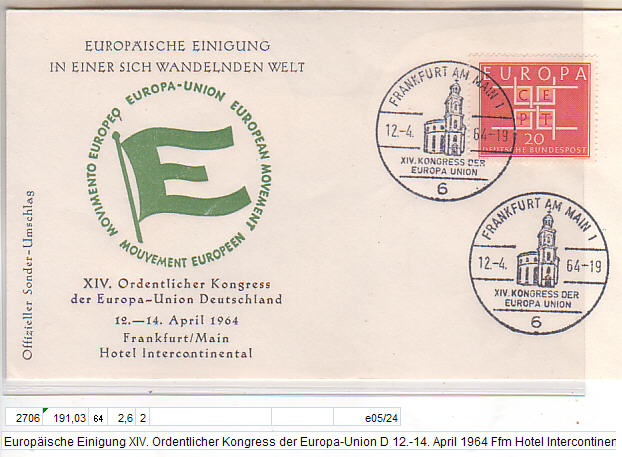 EUROPÄISCHE EINIGUNG
IN EINER SICH WANDELNDEN WELT
MOVIMENTO EUROPEO EUROPA-UNION EUROPEAN MOVEMENT MOUVEMENT EUROPEEN
E
XIV. Ordentlicher Kongress
der Europa-Union Deutschland
12.—14. April 1964
Frankfurt/Main
Hotel Intercontinental
Offizieller Sonder-Umschlag
FRANKFURT AM MAIN 1
12.-4. 64-19
XIV. KONGRESS DER
EUROPA UNION
6
EUROPA
C E
P T
20
DEUTSCHE BUNDESPOST
FRANKFURT AM MAIN 1
12.-4. 64-19
XIV. KONGRESS DER
EUROPA UNION
6
2706 191,03 64 2,6 2 e05/24
Europäische Einigung XIV. Ordentlicher Kongress der Europa-Union D 12.-14. April 1964 Ffm Hotel Intercontinen